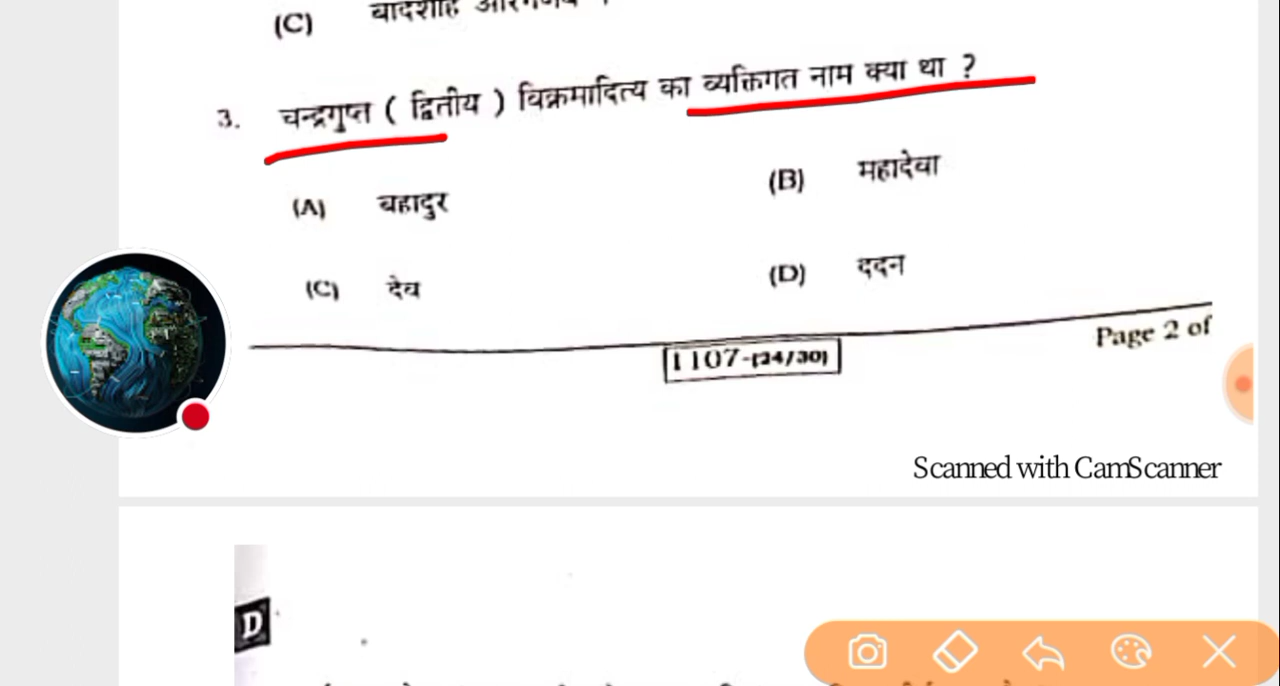 (C)
3. चन्द्रगुप्त ( द्वितीय ) विक्रमादित्य का व्यक्तिगत नाम क्या था ?
(A) बहादुर (B) महादेवा
(C) देव (D) ददन
Page 2 of
1107-[24/30]
Scanned with CamScanner
D